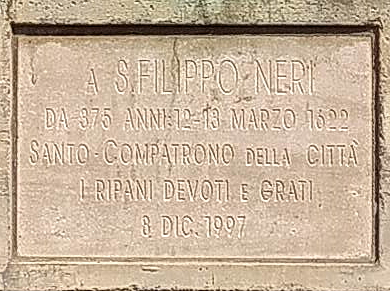 A S.FILIPPO NERI
DA 375 ANNI:12-13 MARZO 1622
SANTO-COMPATRONO DELLA CITTÀ
I RIPANI DEVOTI E GRATI
8 DIC. 1997